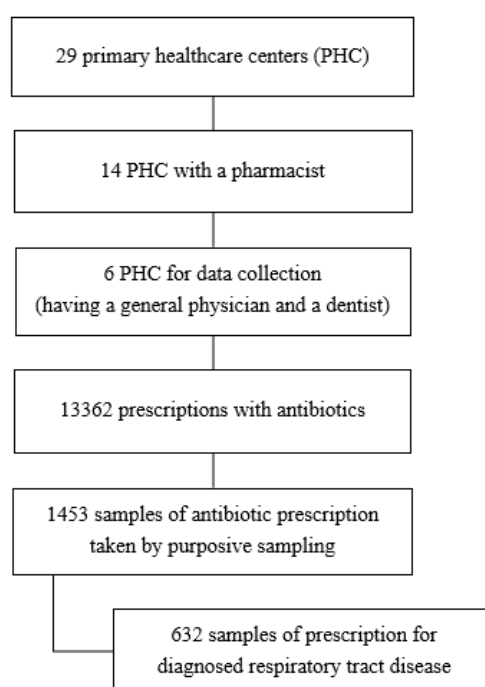 29 primary healthcare centers (PHC)
14 PHC with a pharmacist
6 PHC for data collection
(having a general physician and a dentist)
13362 prescriptions with antibiotics
1453 samples of antibiotic prescription
taken by purposive sampling
632 samples of prescription for
diagnosed respiratory tract disease